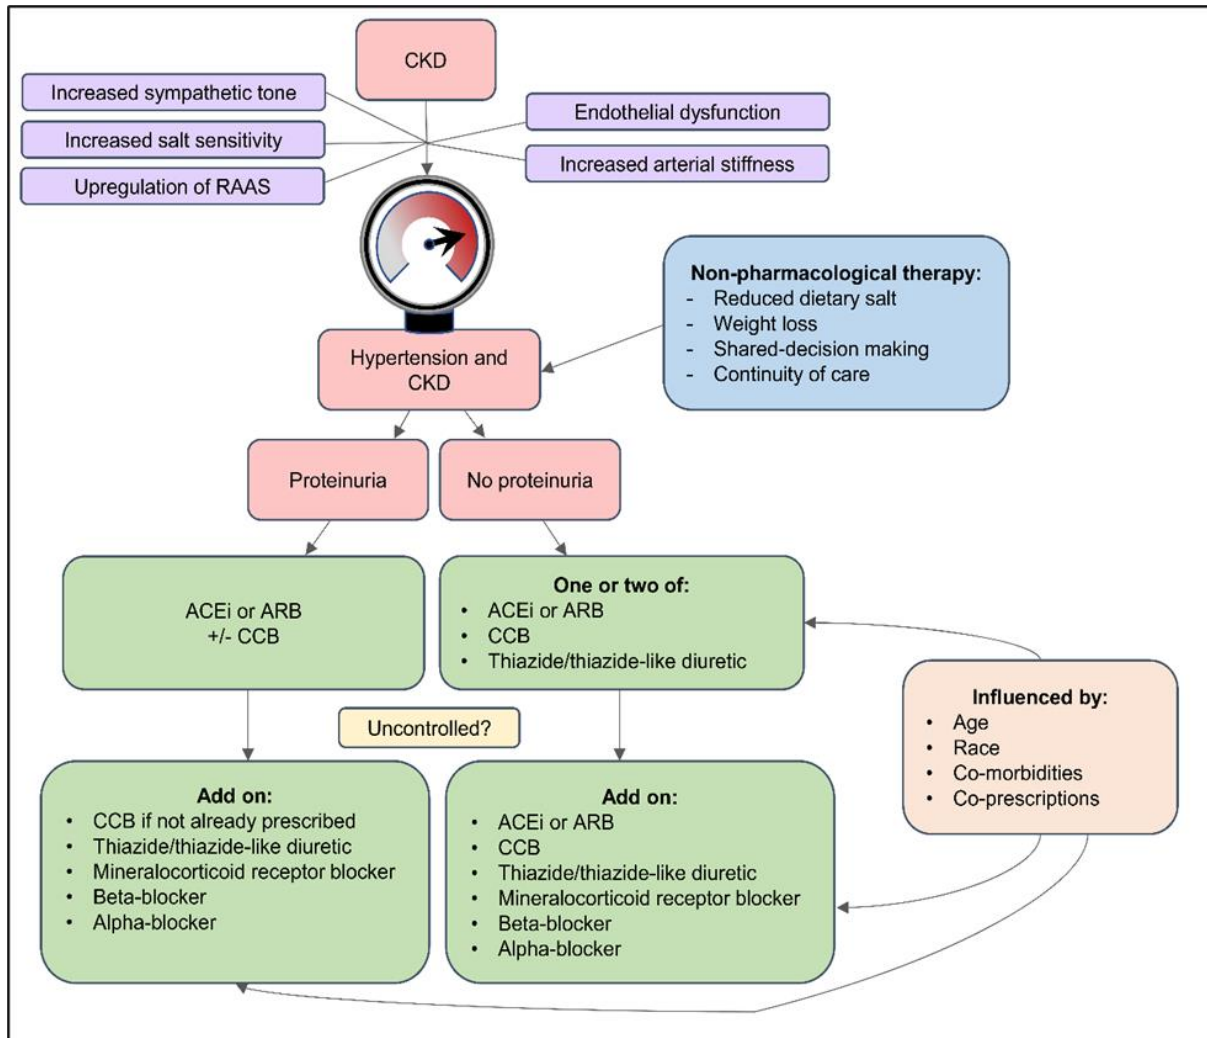 CKD
Increased sympathetic tone
Increased salt sensitivity
Upregulation of RAAS
Endothelial dysfunction
Increased arterial stiffness
Non-pharmacological therapy:
- Reduced dietary salt
- Weight loss
- Shared-decision making
- Continuity of care
Hypertension and
CKD
Proteinuria
No proteinuria
ACEi or ARB
+/- CCB
One or two of:
• ACEi or ARB
• CCB
• Thiazide/thiazide-like diuretic
Influenced by:
• Age
• Race
• Co-morbidities
• Co-prescriptions
Uncontrolled?
Add on:
• CCB if not already prescribed
• Thiazide/thiazide-like diuretic
• Mineralocorticoid receptor blocker
• Beta-blocker
• Alpha-blocker
Add on:
• ACEi or ARB
• CCB
• Thiazide/thiazide-like diuretic
• Mineralocorticoid receptor blocker
• Beta-blocker
• Alpha-blocker